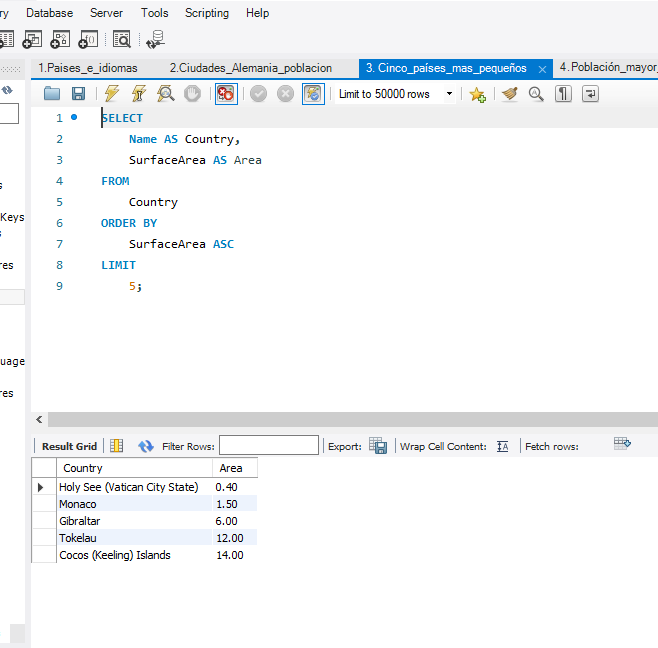 ry Database Server Tools Scripting Help
1.Paises_e_idiomas 2.Ciudades_Alemania_poblacion 3. Cinco_países_mas_pequeños 4.Población_mayor_
Limit to 50000 rows
1 SELECT
2 Name AS Country,
3 SurfaceArea AS Area
4 FROM
5 Country
6 ORDER BY
7 SurfaceArea ASC
8 LIMIT
9 5;
s
Keys
s
res
uage
res
Result Grid Filter Rows: Export: Wrap Cell Content: Fetch rows:
Country Area
Holy See (Vatican City State) 0.40
Monaco 1.50
Gibraltar 6.00
Tokelau 12.00
Cocos (Keeling) Islands 14.00